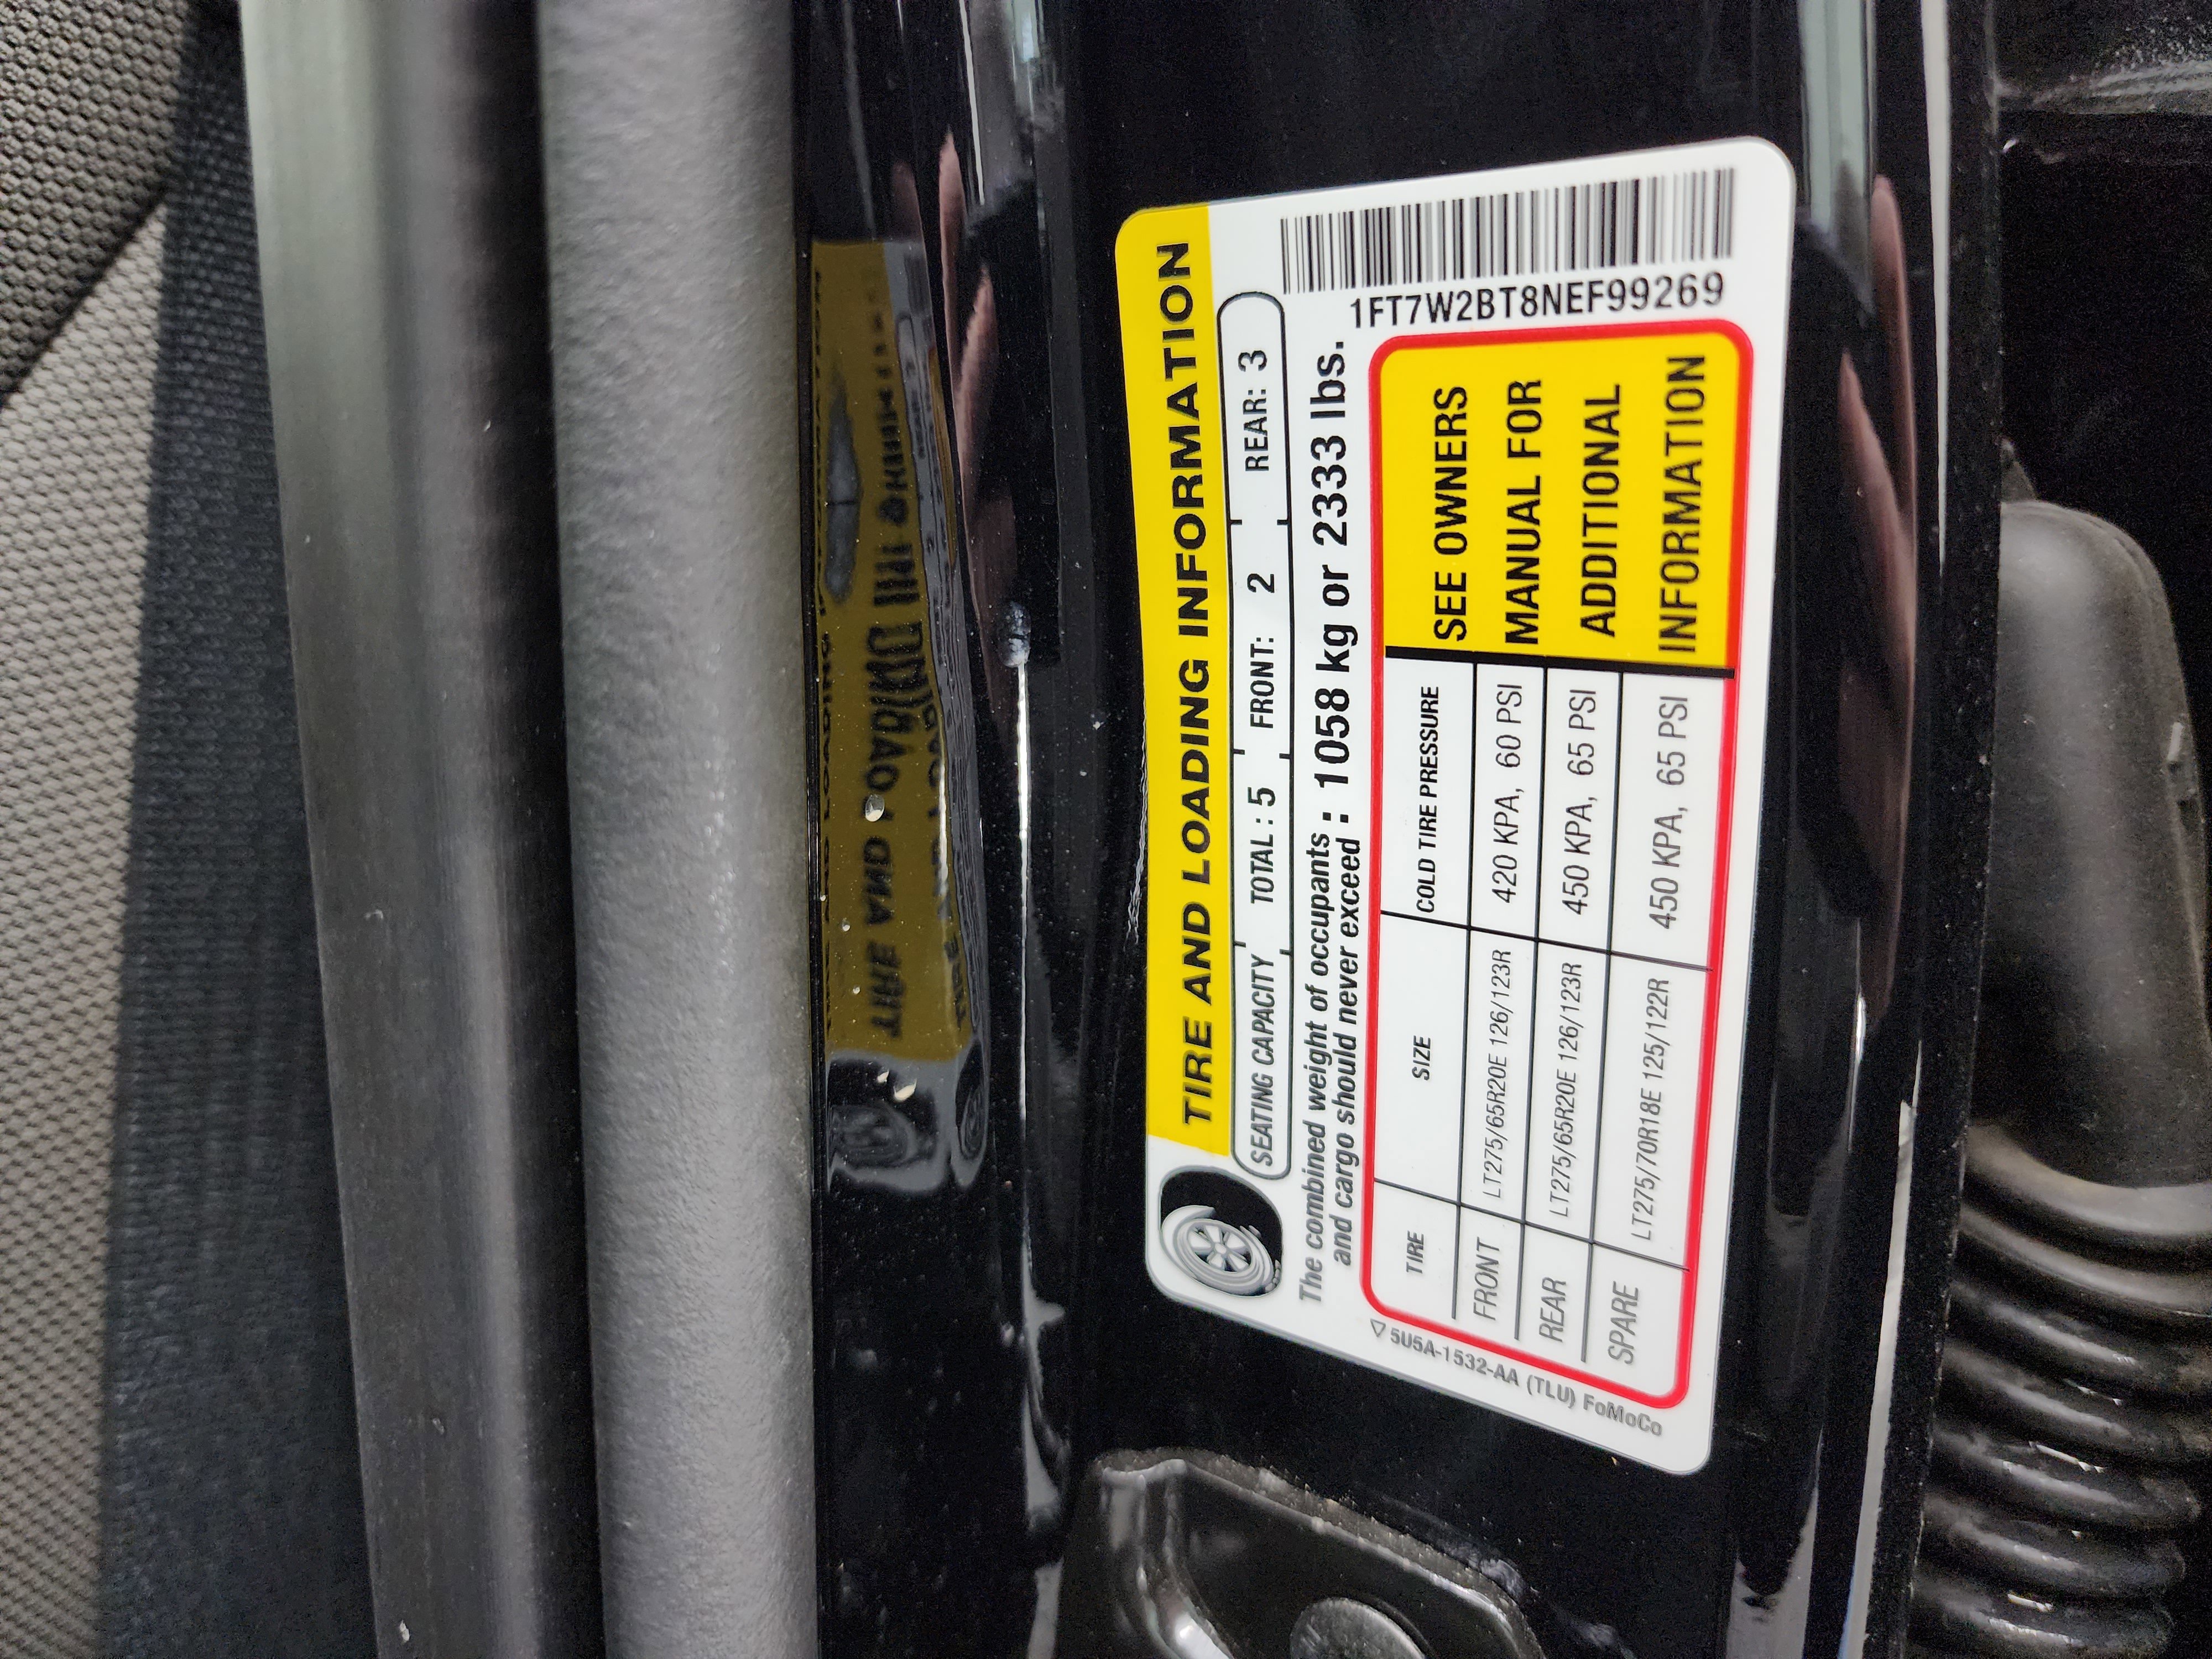 TIRE AND LOADING INFORMATION
SEATING CAPACITY TOTAL : 5 FRONT: 2 REAR: 3
The combined weight of occupants : 1058 kg or 2333 lbs.
and cargo should never exceed :
TIRE SIZE COLD TIRE PRESSURE
FRONT LT275/65R20E 126/123R 420 KPA, 60 PSI
REAR LT275/65R20E 126/123R 450 KPA, 65 PSI
SPARE LT275/70R18E 125/122R 450 KPA, 65 PSI
SEE OWNERS
MANUAL FOR
ADDITIONAL
INFORMATION
1FT7W2BT8NEF99269
▽ 5U5A-1532-AA (TLU) FoMoCo